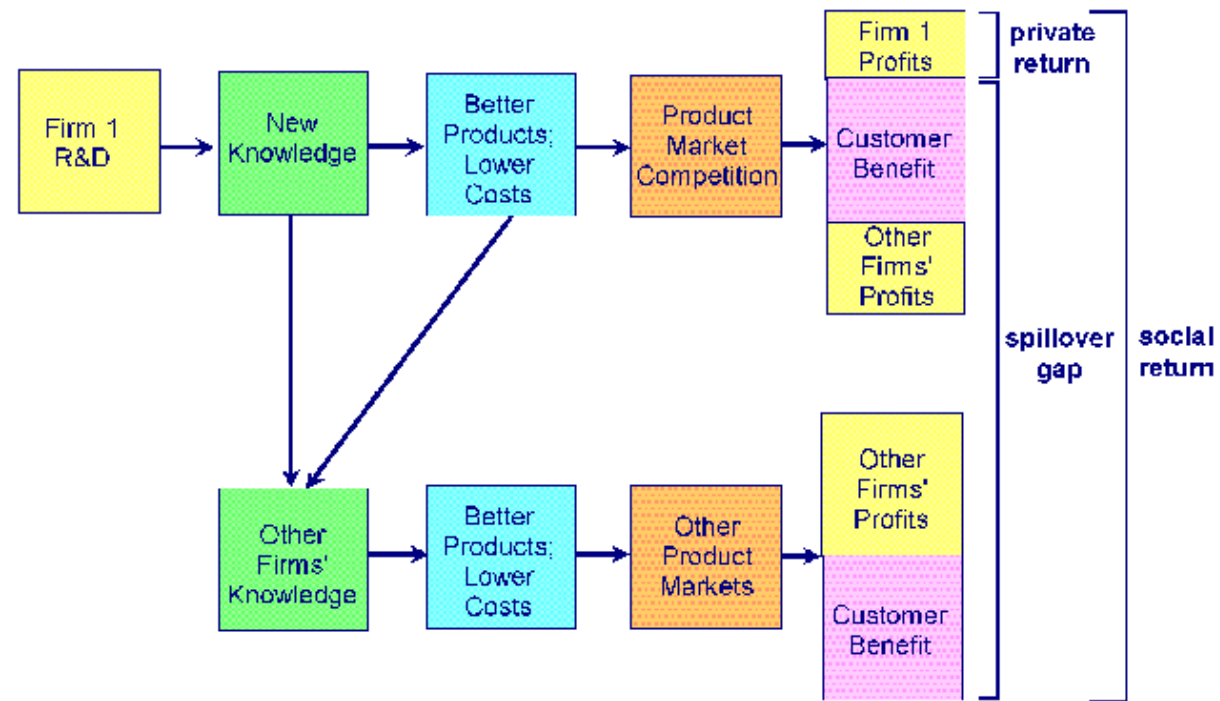 Firm 1
R&D
New
Knowledge
Better
Products;
Lower
Costs
Product
Market
Competition
Firm 1
Profits
Customer
Benefit
Other
Firms'
Profits
private
return
spillover
gap
social
return
Other
Firms'
Knowledge
Better
Products;
Lower
Costs
Other
Product
Markets
Other
Firms'
Profits
Customer
Benefit